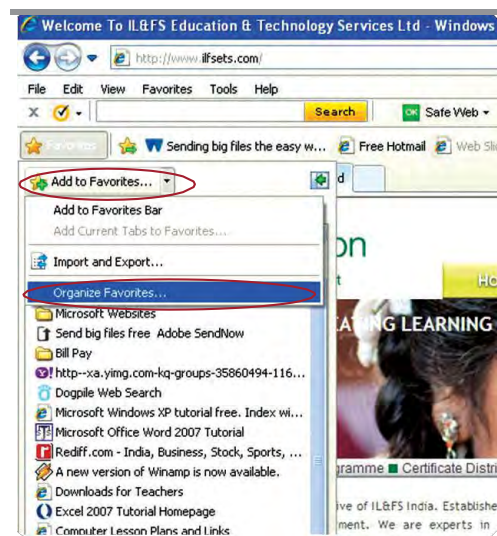 Welcome To IL&FS Education & Technology Services Ltd - Windows
http://www.ilfsets.com/
File Edit View Favorites Tools Help
x Search OK Safe Web
Favorites Sending big files the easy w... Free Hotmail Web Sli
Add to Favorites... d
Add to Favorites Bar
Add Current Tabs to Favorites...
on
Import and Export...
t Ho
Organize Favorites...
Microsoft Websites
ATING LEARNING
Send big files free Adobe SendNow
Bill Pay
http--xa.yimg.com-kq-groups-35860494-116...
Dogpile Web Search
Microsoft Windows XP tutorial free. Index wi...
Microsoft Office Word 2007 Tutorial
Rediff.com - India, Business, Stock, Sports, ...
A new version of Winamp is now available.
gramme Certificate Distri
Downloads for Teachers
Excel 2007 Tutorial Homepage
ive of IL&FS India. Establishe
Computer Lesson Plans and Links
ment. We are experts in